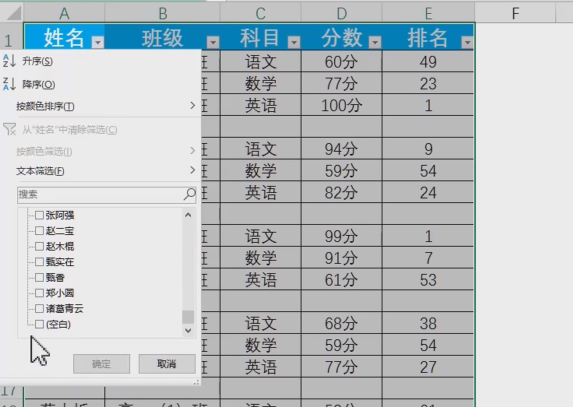 A B C D E F
1 姓名 班级 科目 分数 排名
升序(S)
降序(O)
按颜色排序(T)
从"姓名"中清除筛选(C)
按颜色筛选(I)
文本筛选(F)
搜索
张阿强
赵二宝
赵木棍
甄实在
甄香
郑小圆
诸葛青云
(空白)
确定 取消
班 语文 60分 49
数学 77分 23
班 英语 100分 1
语文 94分 9
班 数学 59分 54
班 英语 82分 24
班 语文 99分 1
班 数学 91分 7
班 英语 61分 53
班 语文 68分 38
班 数学 59分 54
班 英语 77分 27
17